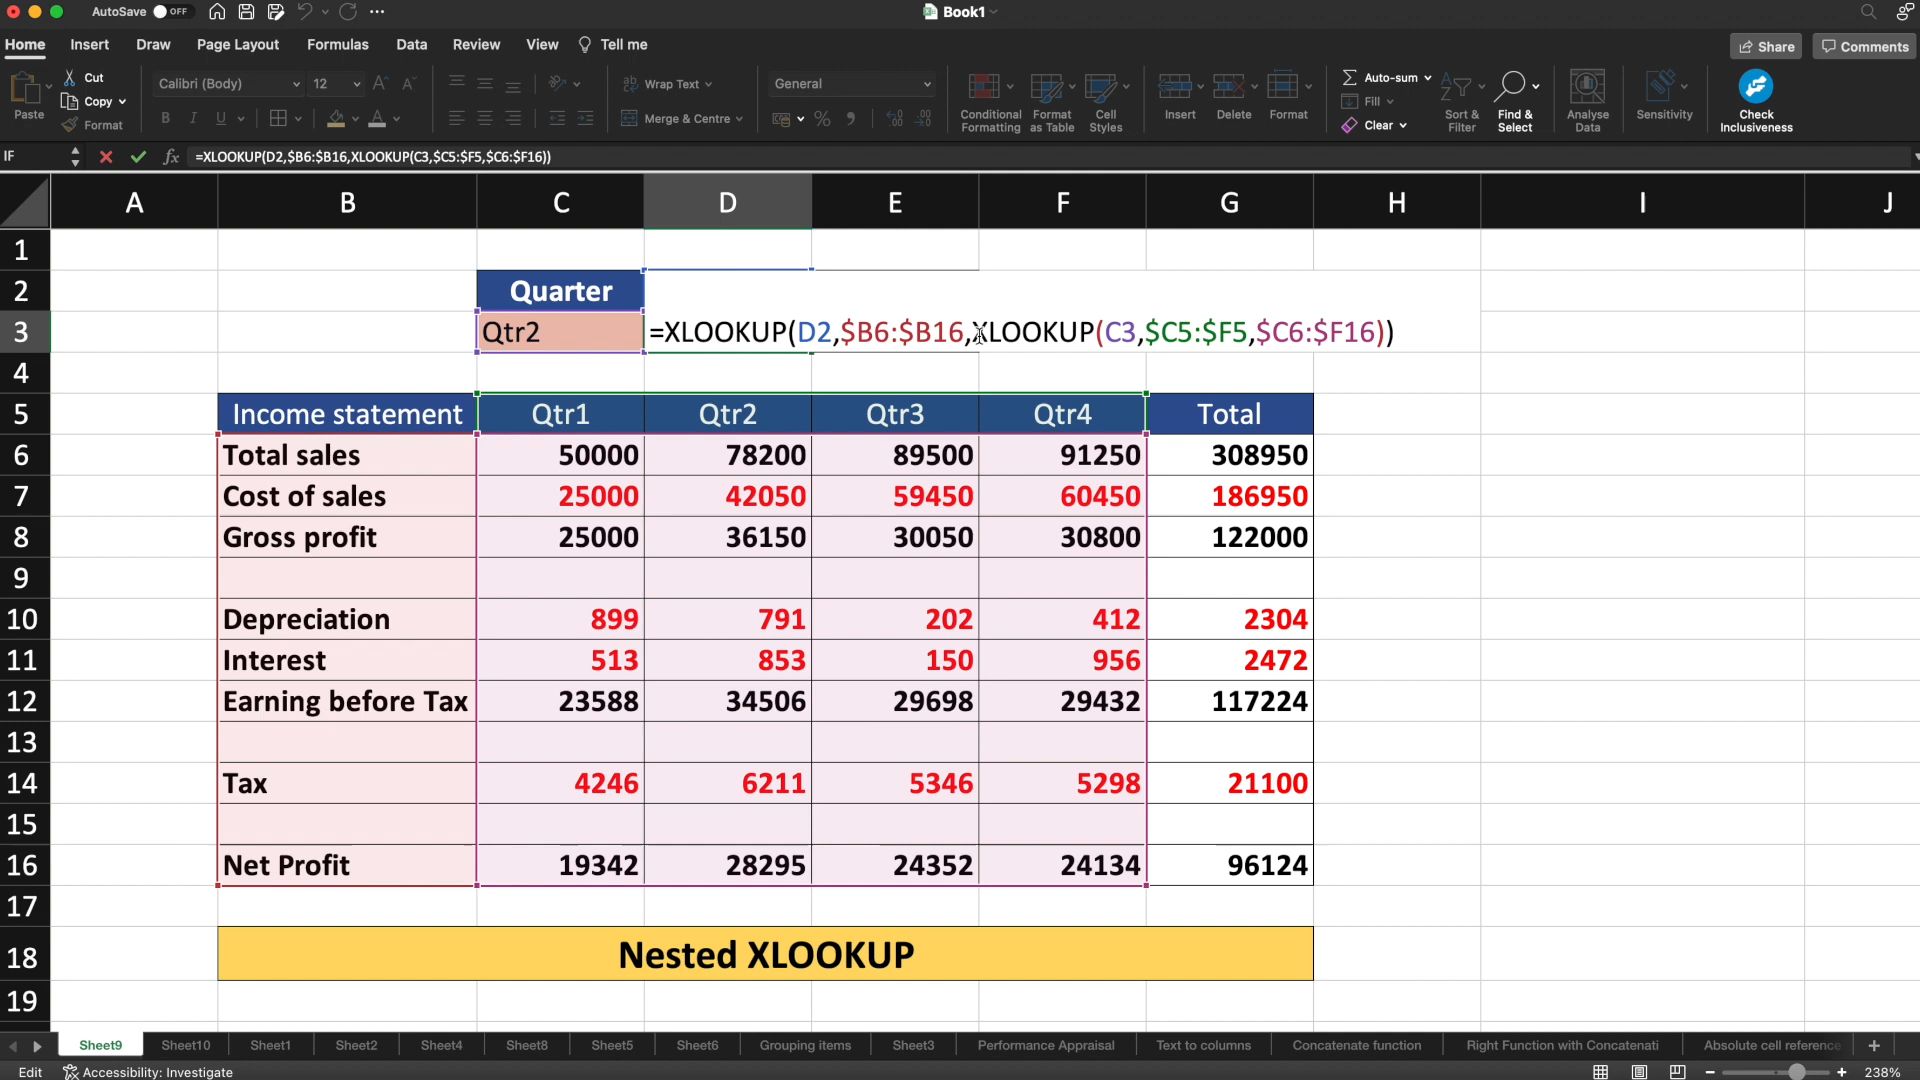 AutoSave OFF
Book1
Home Insert Draw Page Layout Formulas Data Review View Tell me
Share Comments
Paste
Cut
Copy
Format
Calibri (Body) 12
B I U
Wrap Text
Merge & Centre
General
Conditional Formatting
Format as Table
Cell Styles
Insert
Delete
Format
Auto-sum
Fill
Clear
Sort & Filter
Find & Select
Analyse Data
Sensitivity
Check Inclusiveness
IF fx =XLOOKUP(D2,$B6:$B16,XLOOKUP(C3,$C5:$F5,$C6:$F16))
A B C D E F G H I J
1
2 Quarter
3 Qtr2 =XLOOKUP(D2,$B6:$B16,XLOOKUP(C3,$C5:$F5,$C6:$F16))
4
5 Income statement Qtr1 Qtr2 Qtr3 Qtr4 Total
6 Total sales 50000 78200 89500 91250 308950
7 Cost of sales 25000 42050 59450 60450 186950
8 Gross profit 25000 36150 30050 30800 122000
9
10 Depreciation 899 791 202 412 2304
11 Interest 513 853 150 956 2472
12 Earning before Tax 23588 34506 29698 29432 117224
13
14 Tax 4246 6211 5346 5298 21100
15
16 Net Profit 19342 28295 24352 24134 96124
17
18 Nested XLOOKUP
19
Sheet9 Sheet10 Sheet1 Sheet2 Sheet4 Sheet8 Sheet5 Sheet6 Grouping items Sheet3 Performance Appraisal Text to columns Concatenate function Right Function with Concatenati Absolute cell reference
Edit Accessibility: Investigate 238%